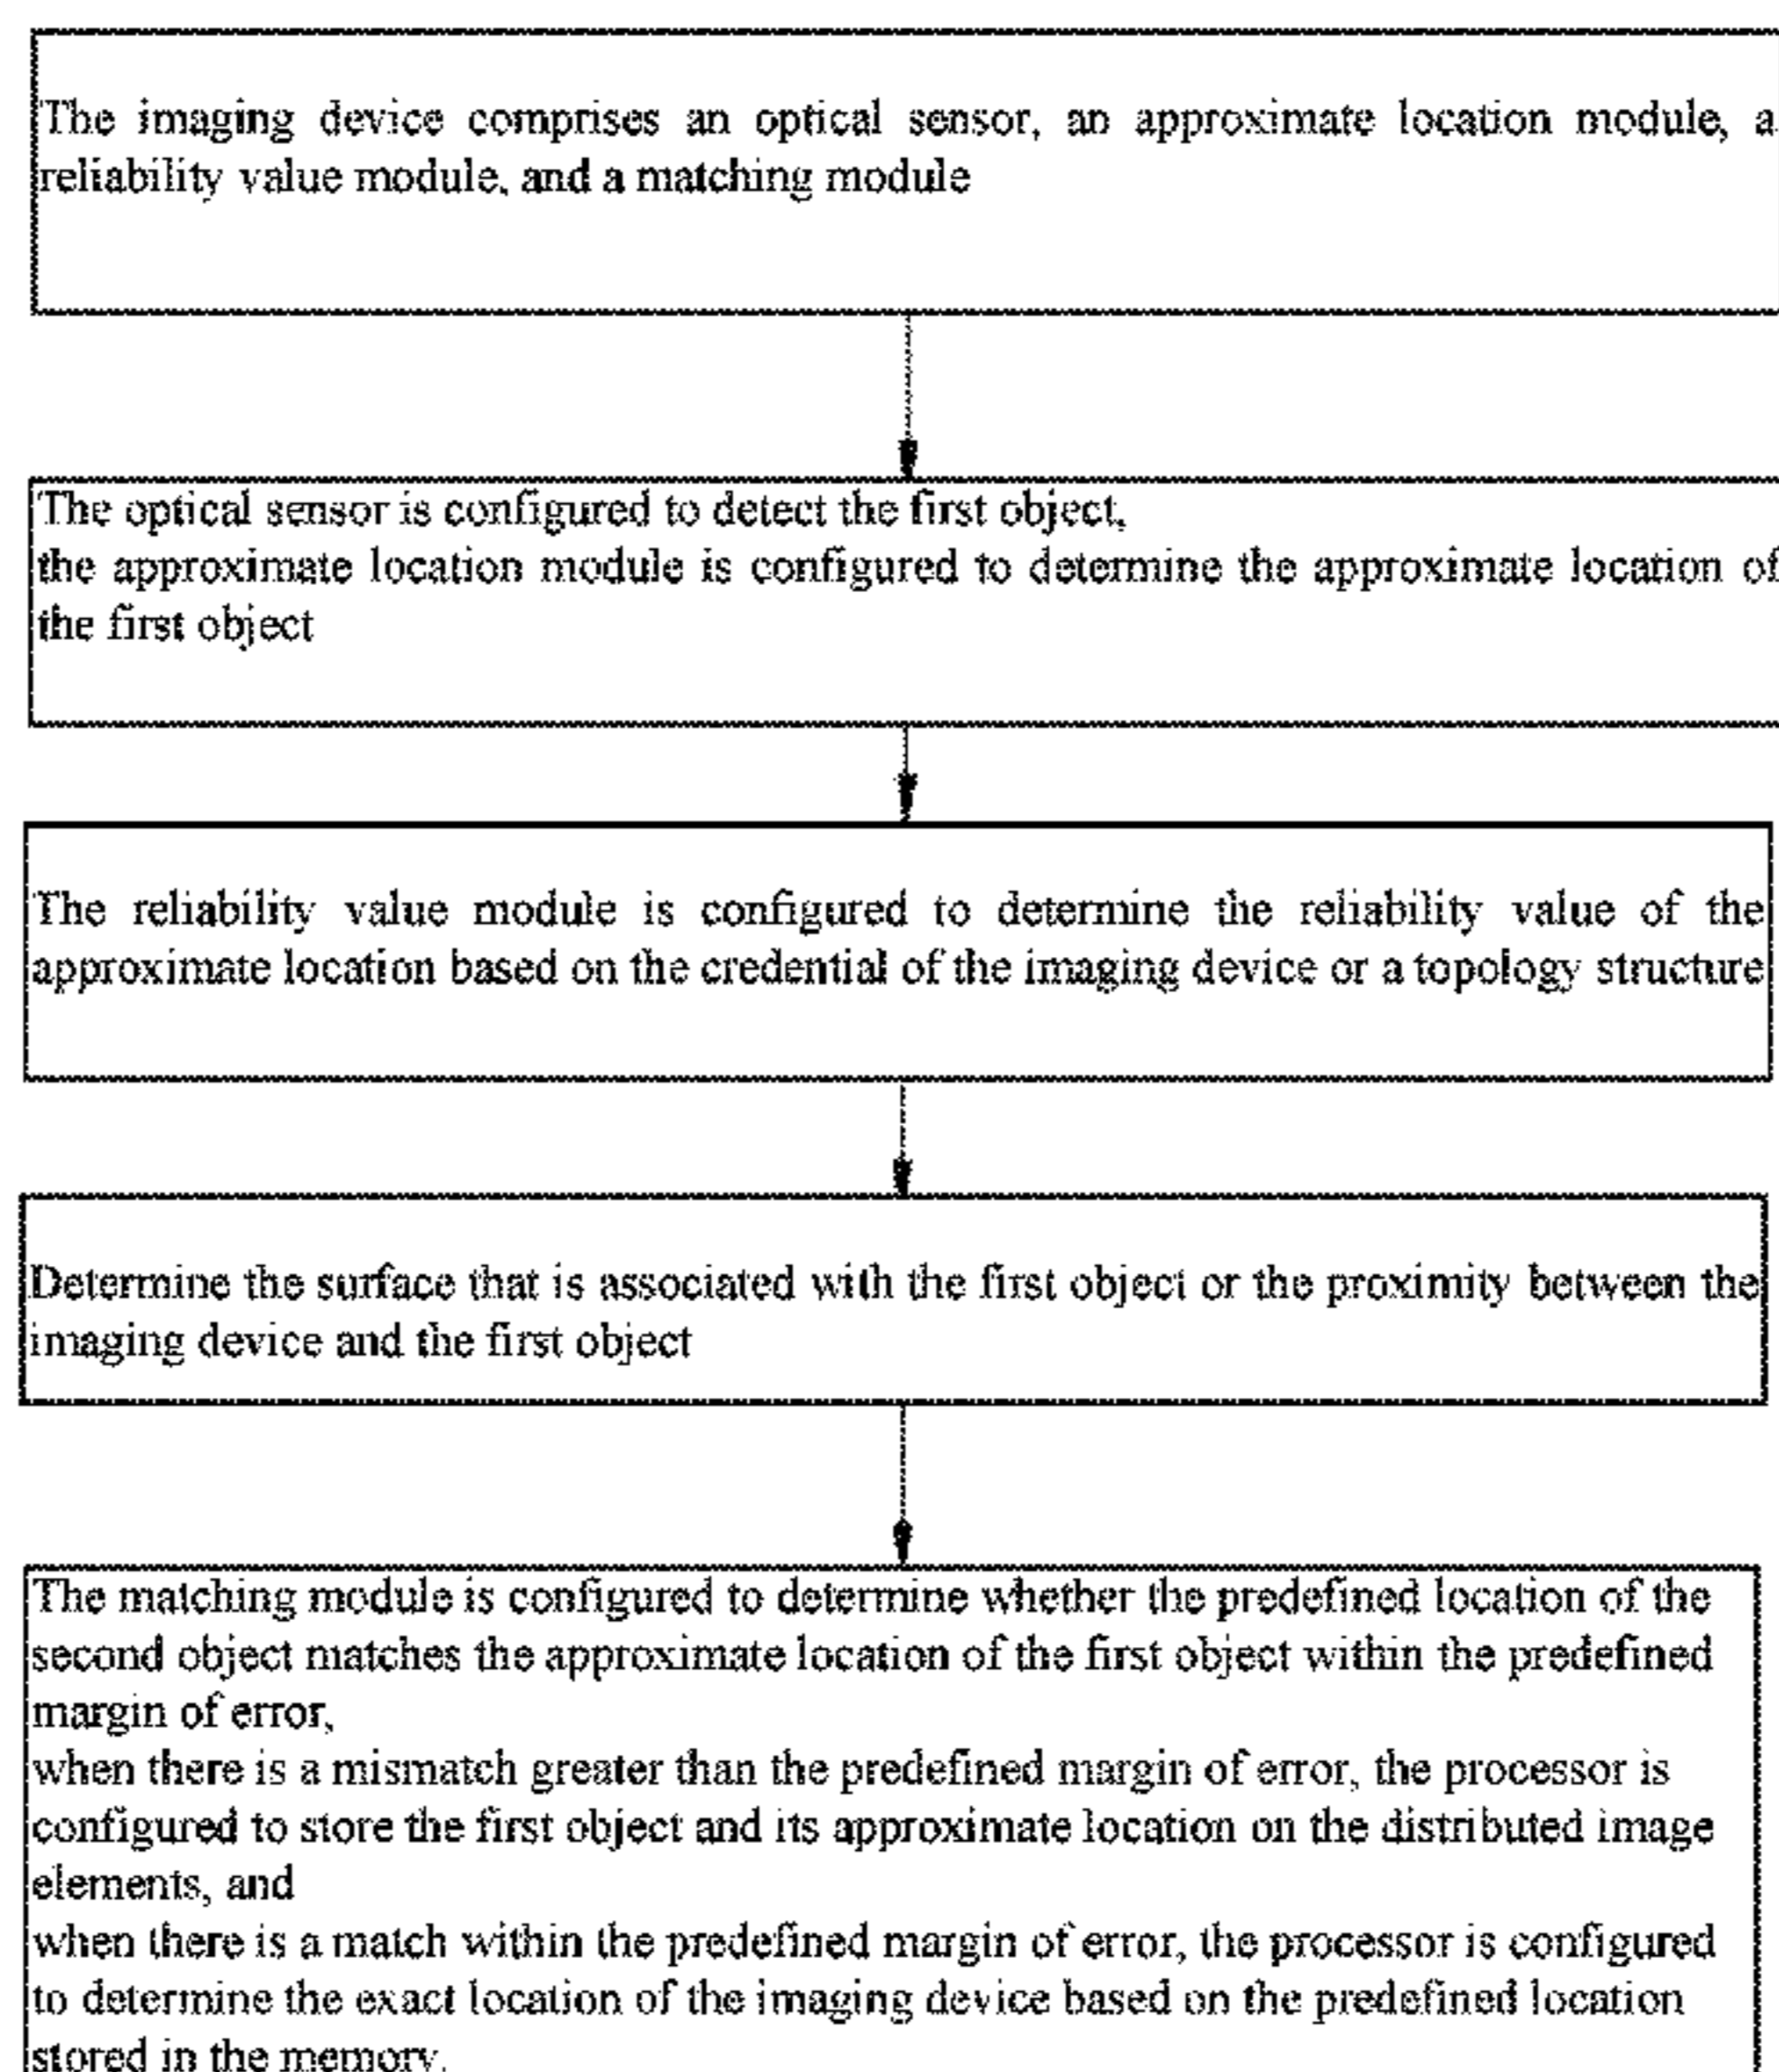 The imaging device comprises an optical sensor, an approximate location module, a
reliability value module, and a matching module
The optical sensor is configured to detect the first object,
the approximate location module is configured to determine the approximate location of
the first object
The reliability value module is configured to determine the reliability value of the
approximate location based on the credential of the imaging device or a topology structure
Determine the surface that is associated with the first object or the proximity between the
imaging device and the first object
The matching module is configured to determine whether the predefined location of the
second object matches the approximate location of the first object within the predefined
margin of error,
when there is a mismatch greater than the predefined margin of error, the processor is
configured to store the first object and its approximate location on the distributed image
elements, and
when there is a match within the predefined margin of error, the processor is configured
to determine the exact location of the imaging device based on the predefined location
stored in the memory.